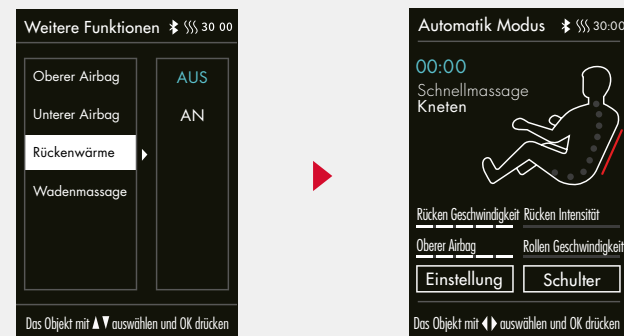 Weitere Funktionen 30 00
Oberer Airbag
Unterer Airbag
Rückenwärme
Wadenmassage
AUS
AN
Das Objekt mit ▲▼ auswählen und OK drücken
Automatik Modus 30:00
00:00
Schnellmassage
Kneten
Rücken Geschwindigkeit Rücken Intensität
Oberer Airbag Rollen Geschwindigkeit
Einstellung Schulter
Das Objekt mit ◀▶ auswählen und OK drücken